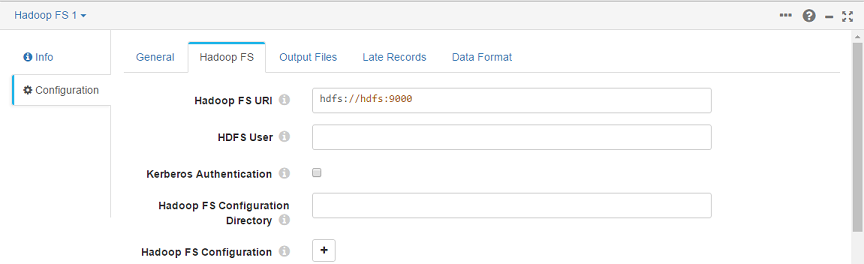 Hadoop FS 1
Info
Configuration
General Hadoop FS Output Files Late Records Data Format
Hadoop FS URI hdfs://hdfs:9000
HDFS User
Kerberos Authentication
Hadoop FS Configuration
Directory
Hadoop FS Configuration +